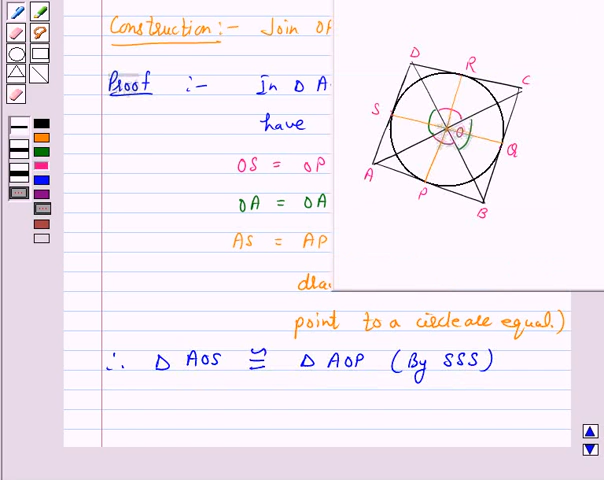 Construction :- Join OP
Proof :- In Δ A
have
OS = OP
OA = OA
AS = AP
point to a circle are equal.)
∴ Δ AOS ≅ Δ AOP (By SSS)
D
R
C
S
O
Q
A
P
B